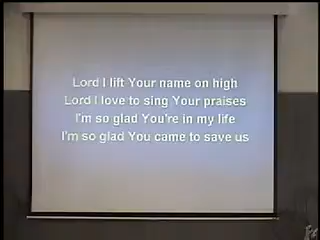 Lord I lift Your name on high
Lord I love to sing Your praises
I'm so glad You're in my life
I'm so glad You came to save us